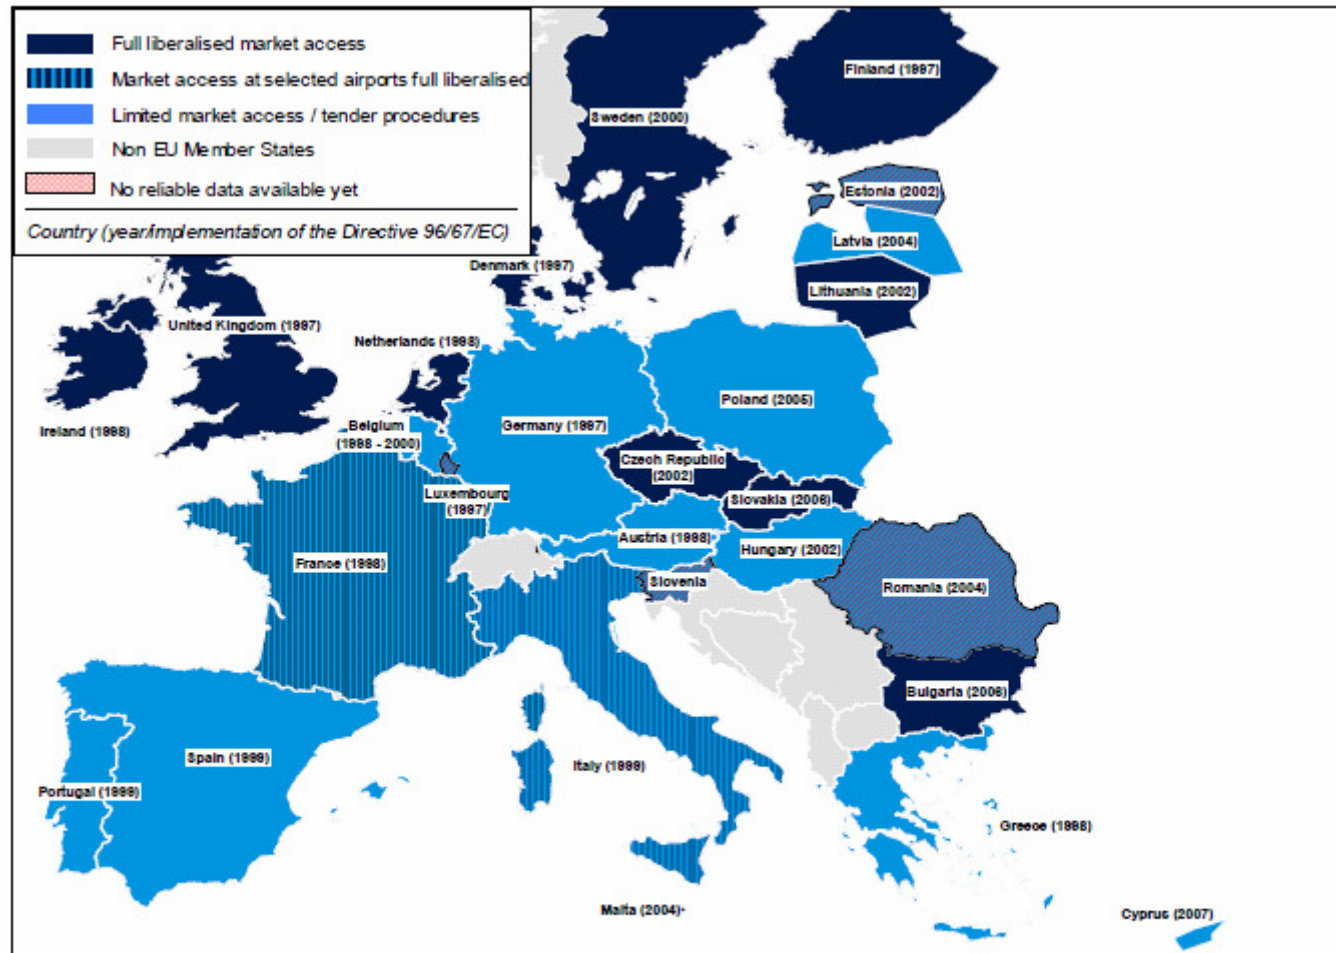 Full liberalised market access
Market access at selected airports full liberalised
Limited market access / tender procedures
Non EU Member States
No reliable data available yet
Country (year/implementation of the Directive 96/67/EC)
Finland (1997)
Sweden (2000)
Estonia (2002)
Latvia (2004)
Denmark (1997)
Lithuania (2002)
United Kingdom (1997)
Netherlands (1998)
Poland (2005)
Ireland (1998)
Belgium
(1998 - 2000)
Germany (1997)
Czech Republic
(2002)
Luxembourg
(1997)
Slovakia (2006)
Austria (1998)
Hungary (2002)
France (1998)
Slovenia
Romania (2004)
Bulgaria (2006)
Spain (1999)
Italy (1999)
Portugal (1999)
Greece (1998)
Malta (2004)
Cyprus (2007)